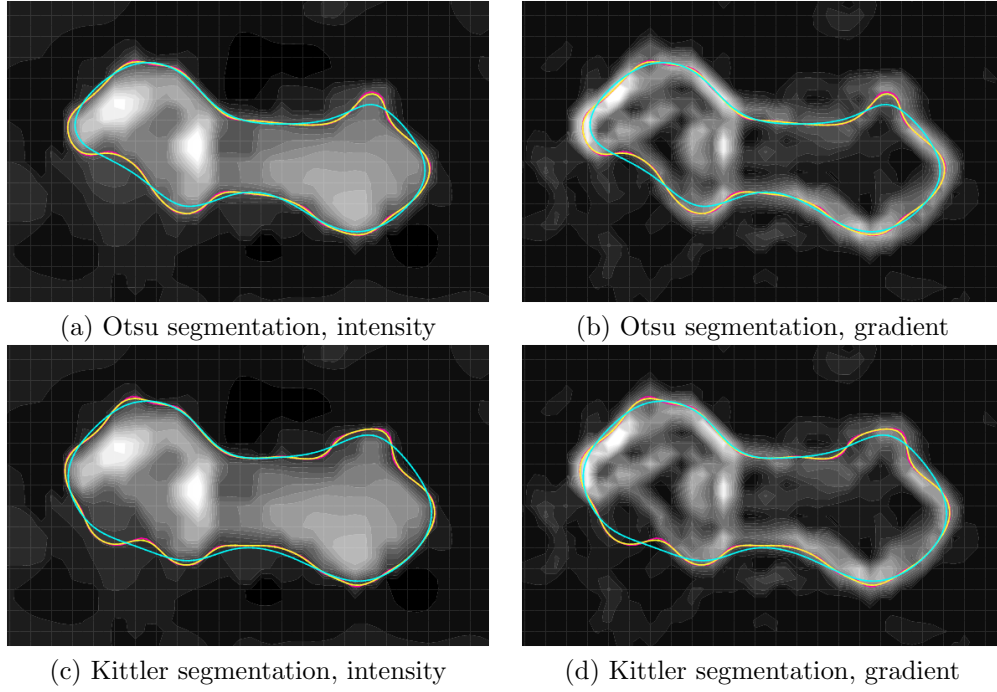 (a) Otsu segmentation, intensity
(b) Otsu segmentation, gradient
(c) Kittler segmentation, intensity
(d) Kittler segmentation, gradient